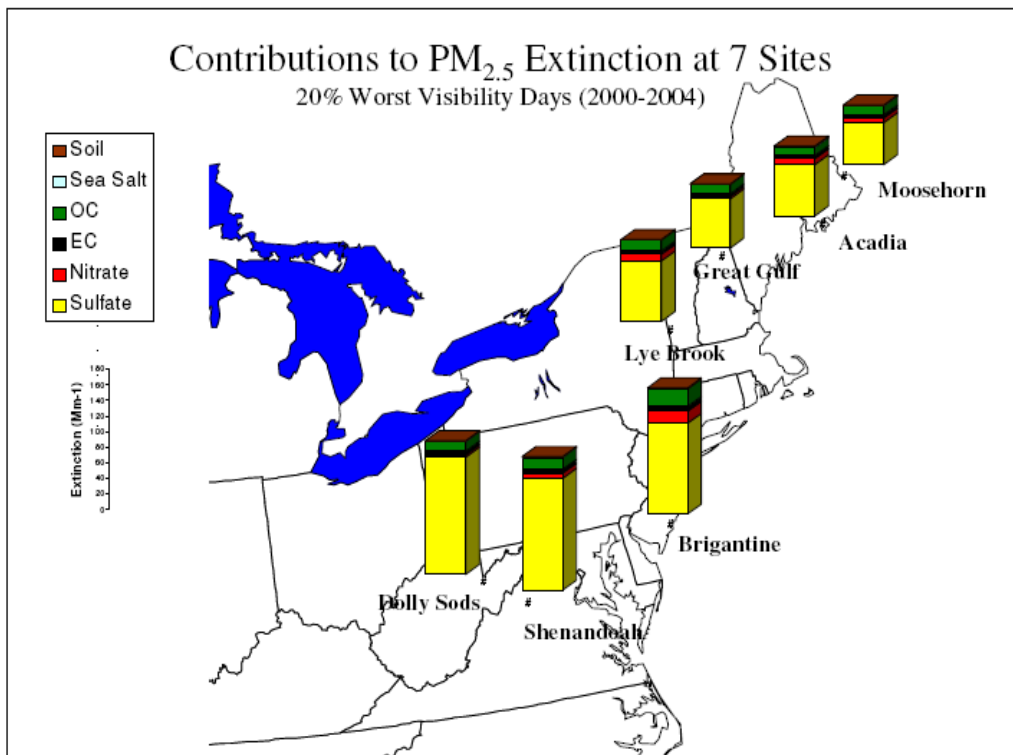 Contributions to PM2.5 Extinction at 7 Sites
20% Worst Visibility Days (2000-2004)
Soil
Sea Salt
OC
EC
Nitrate
Sulfate
Moosehorn
Acadia
Great Gulf
Lye Brook
Brigantine
Dolly Sods
Shenandoah
Extinction (Mm-1)
180
160
140
120
100
80
60
40
20
0
#
#
#
#
#
#
#